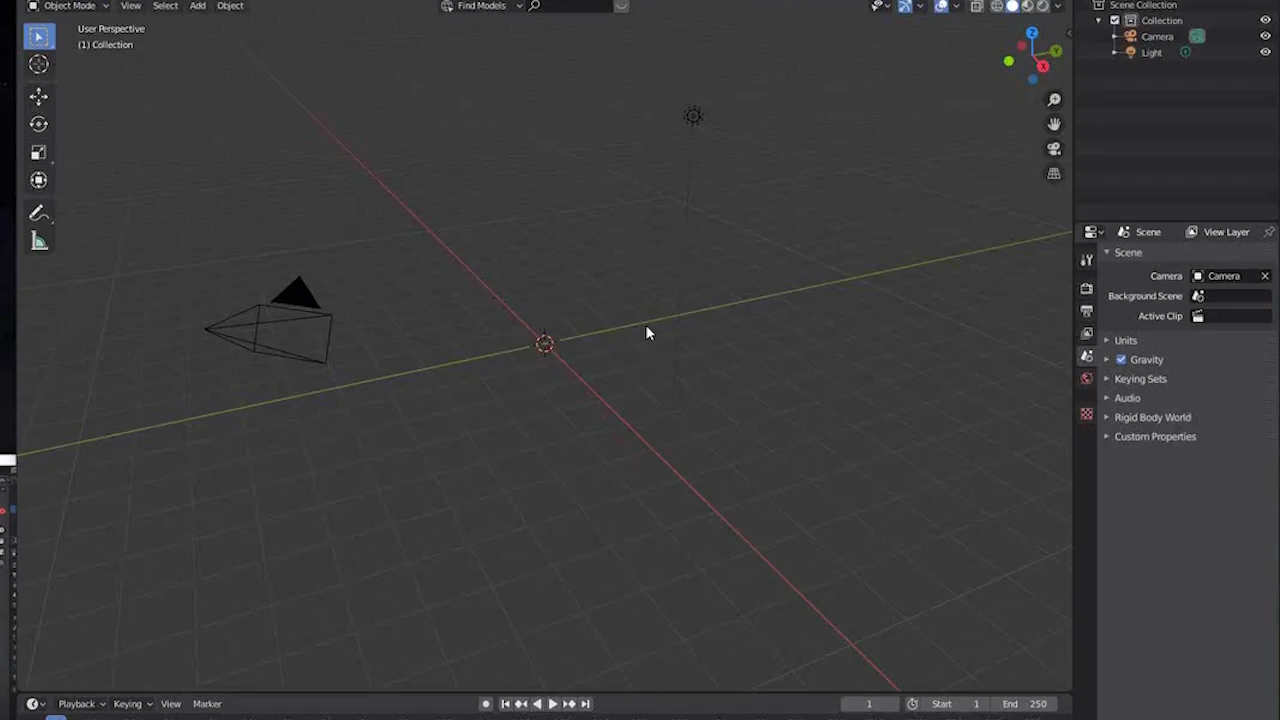 Object Mode View Select Add Object Find Models
User Perspective
(1) Collection
Z
Y
X
Scene Collection
Collection
Camera
Light
Scene View Layer
Scene
Camera Camera
Background Scene
Active Clip
Units
Gravity
Keying Sets
Audio
Rigid Body World
Custom Properties
Playback Keying View Marker 1 Start 1 End 250